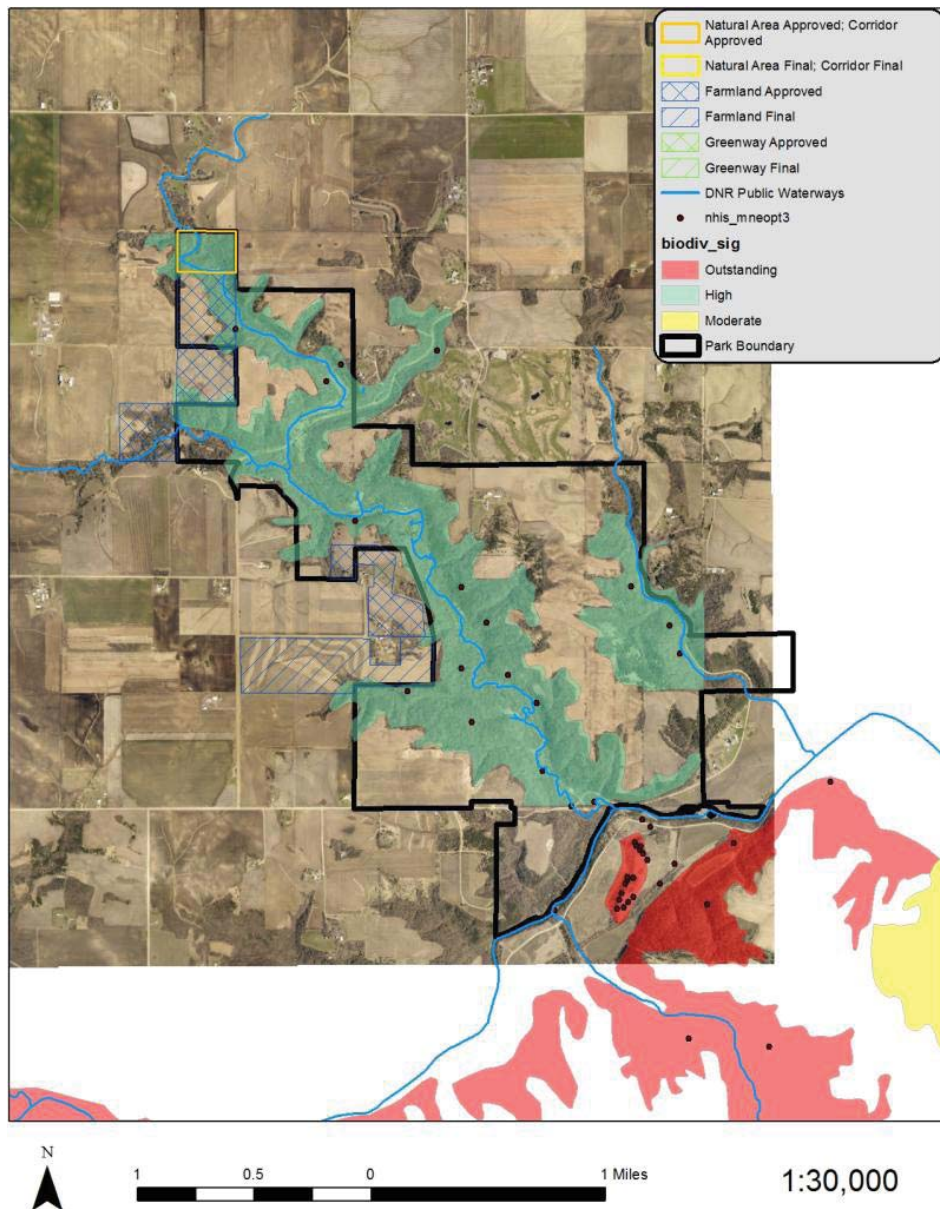 Natural Area Approved; Corridor
Approved
Natural Area Final; Corridor Final
Farmland Approved
Farmland Final
Greenway Approved
Greenway Final
DNR Public Waterways
nhis_mneopt3
biodiv_sig
Outstanding
High
Moderate
Park Boundary
N
1 0.5 0 1 Miles
1:30,000